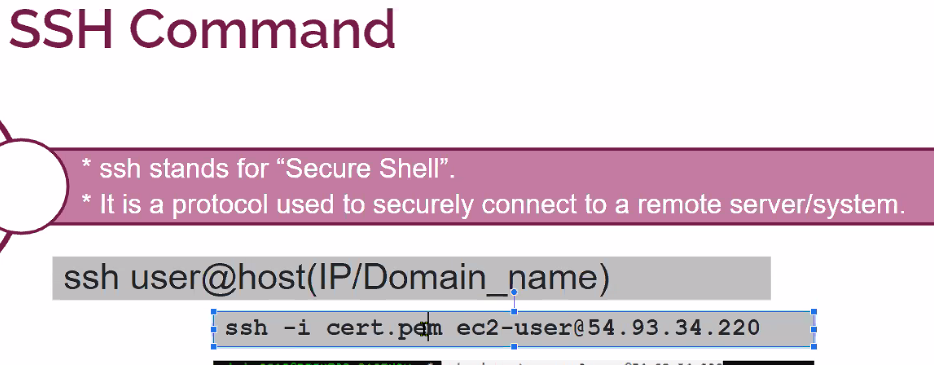 SSH Command
* ssh stands for “Secure Shell”.
* It is a protocol used to securely connect to a remote server/system.
ssh user@host(IP/Domain_name)
ssh -i cert.pem ec2-user@54.93.34.220